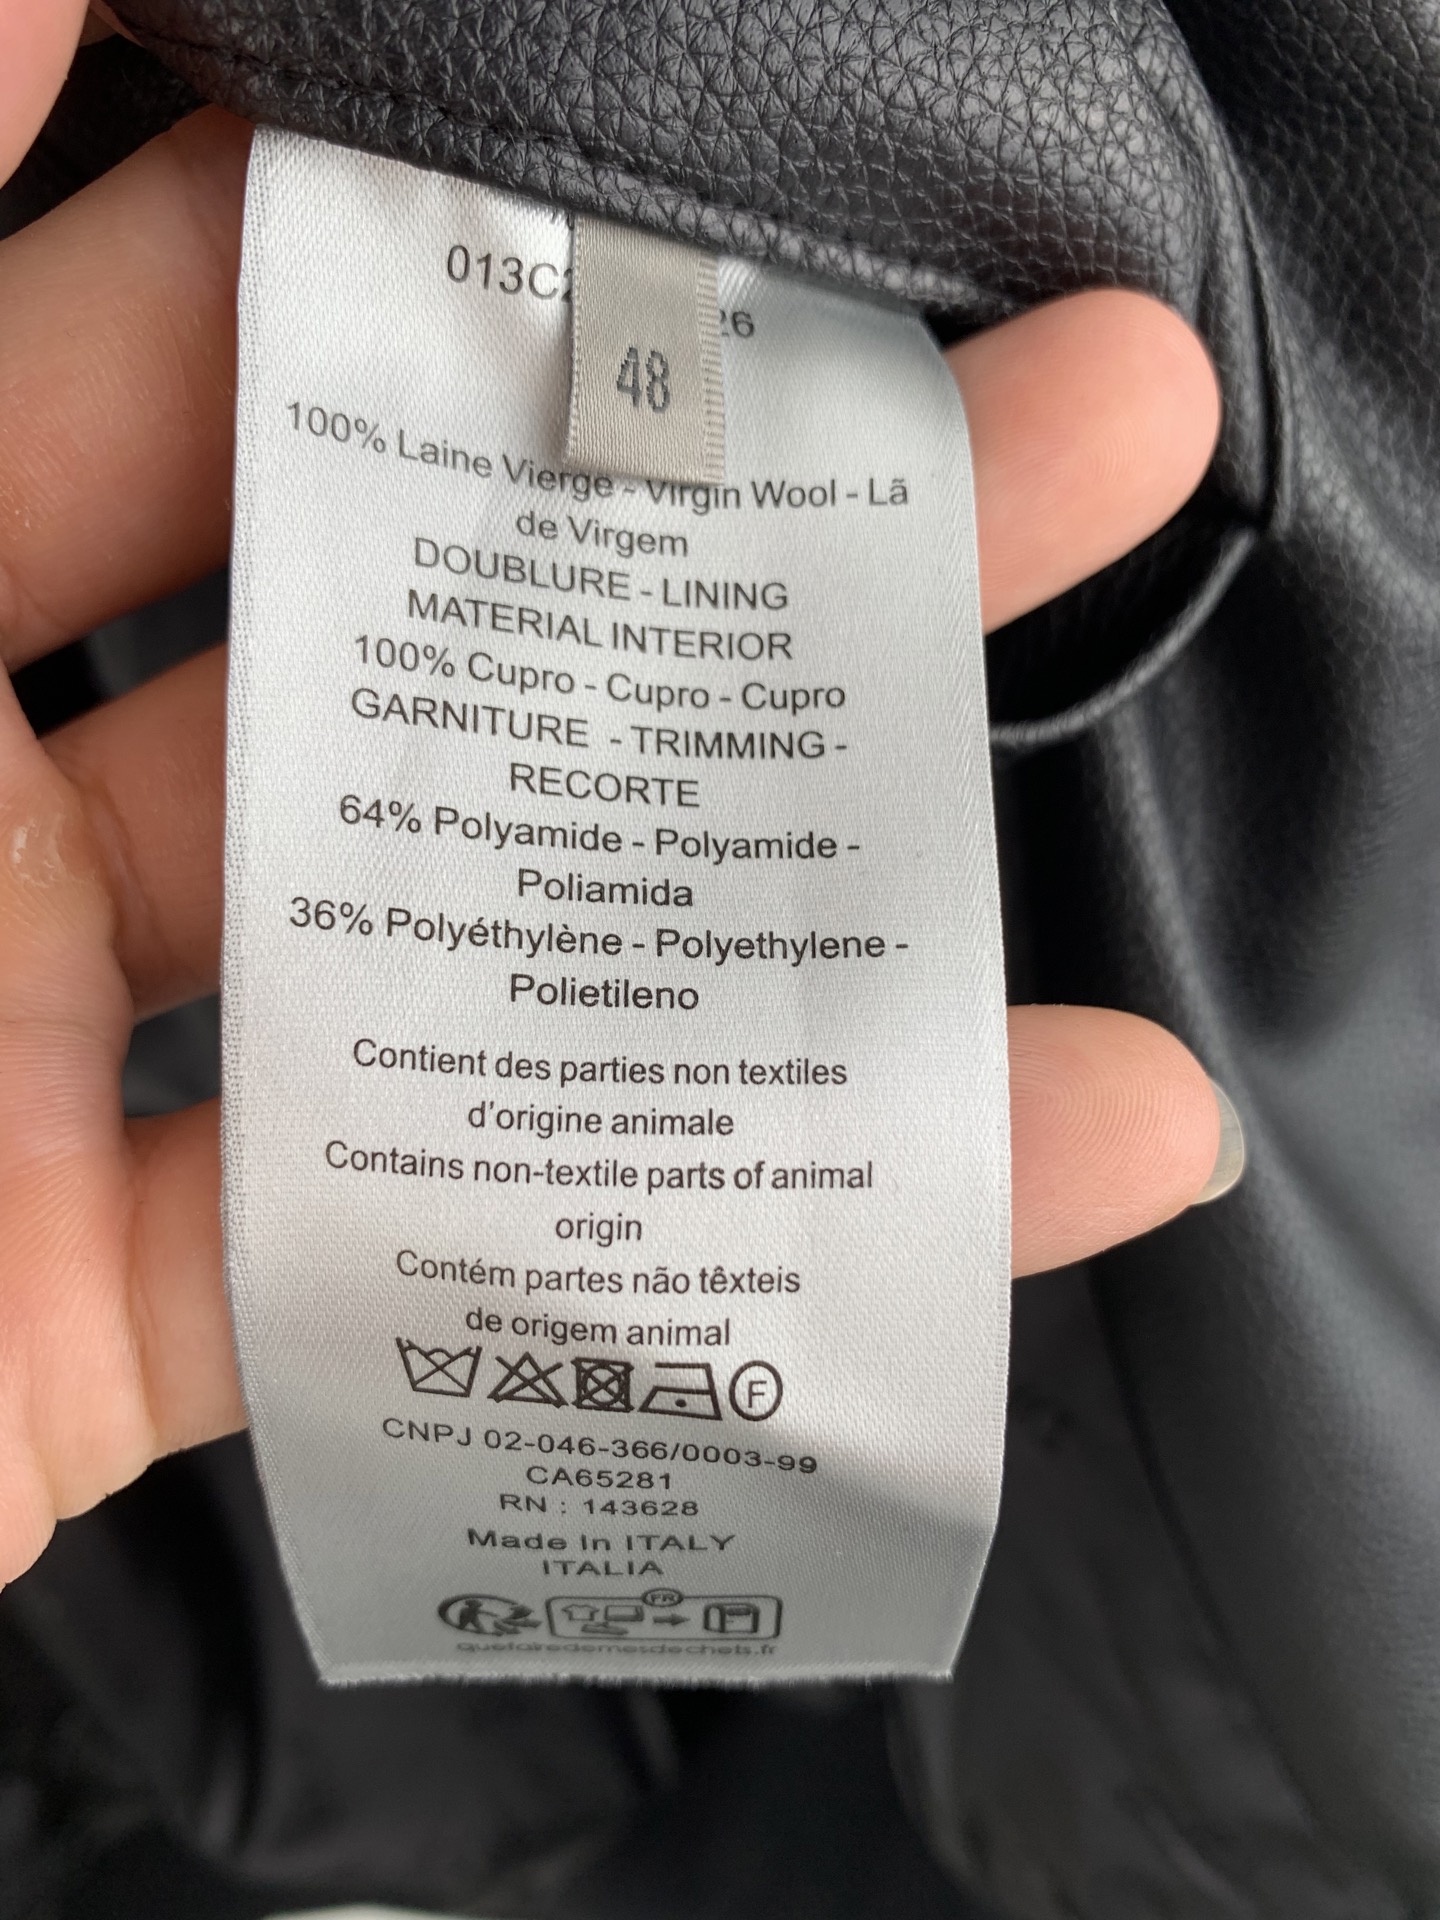 013C
26
48
100% Laine Vierge - Virgin Wool - Lã
de Virgem
DOUBLURE - LINING
MATERIAL INTERIOR
100% Cupro - Cupro - Cupro
GARNITURE - TRIMMING -
RECORTE
64% Polyamide - Polyamide -
Poliamida
36% Polyéthylène - Polyethylene -
Polietileno
Contient des parties non textiles
d'origine animale
Contains non-textile parts of animal
origin
Contém partes não têxteis
de origem animal
F
CNPJ 02-046-366/0003-99
CA65281
RN : 143628
Made in ITALY
ITALIA
FR
quefairedemesdechets.fr